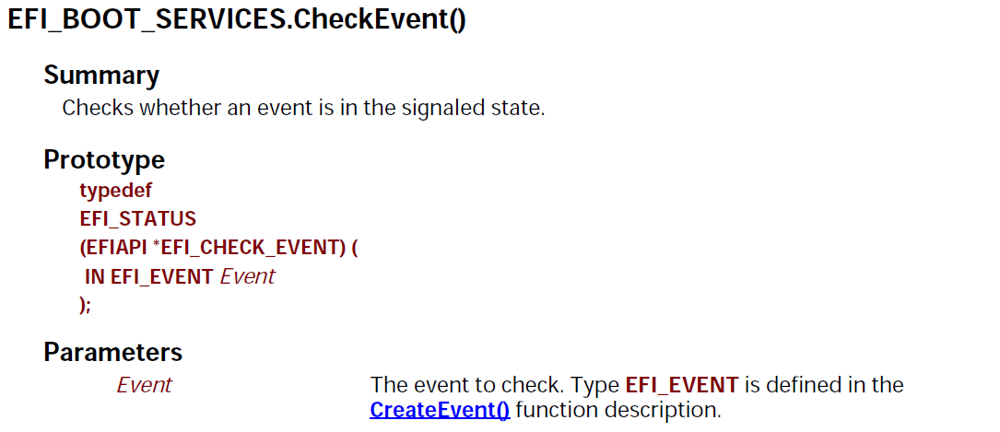 EFI_BOOT_SERVICES.CheckEvent()
Summary
Checks whether an event is in the signaled state.
Prototype
typedef
EFI_STATUS
(EFIAPI *EFI_CHECK_EVENT) (
IN EFI_EVENT Event
);
Parameters
Event The event to check. Type EFI_EVENT is defined in the
CreateEvent() function description.